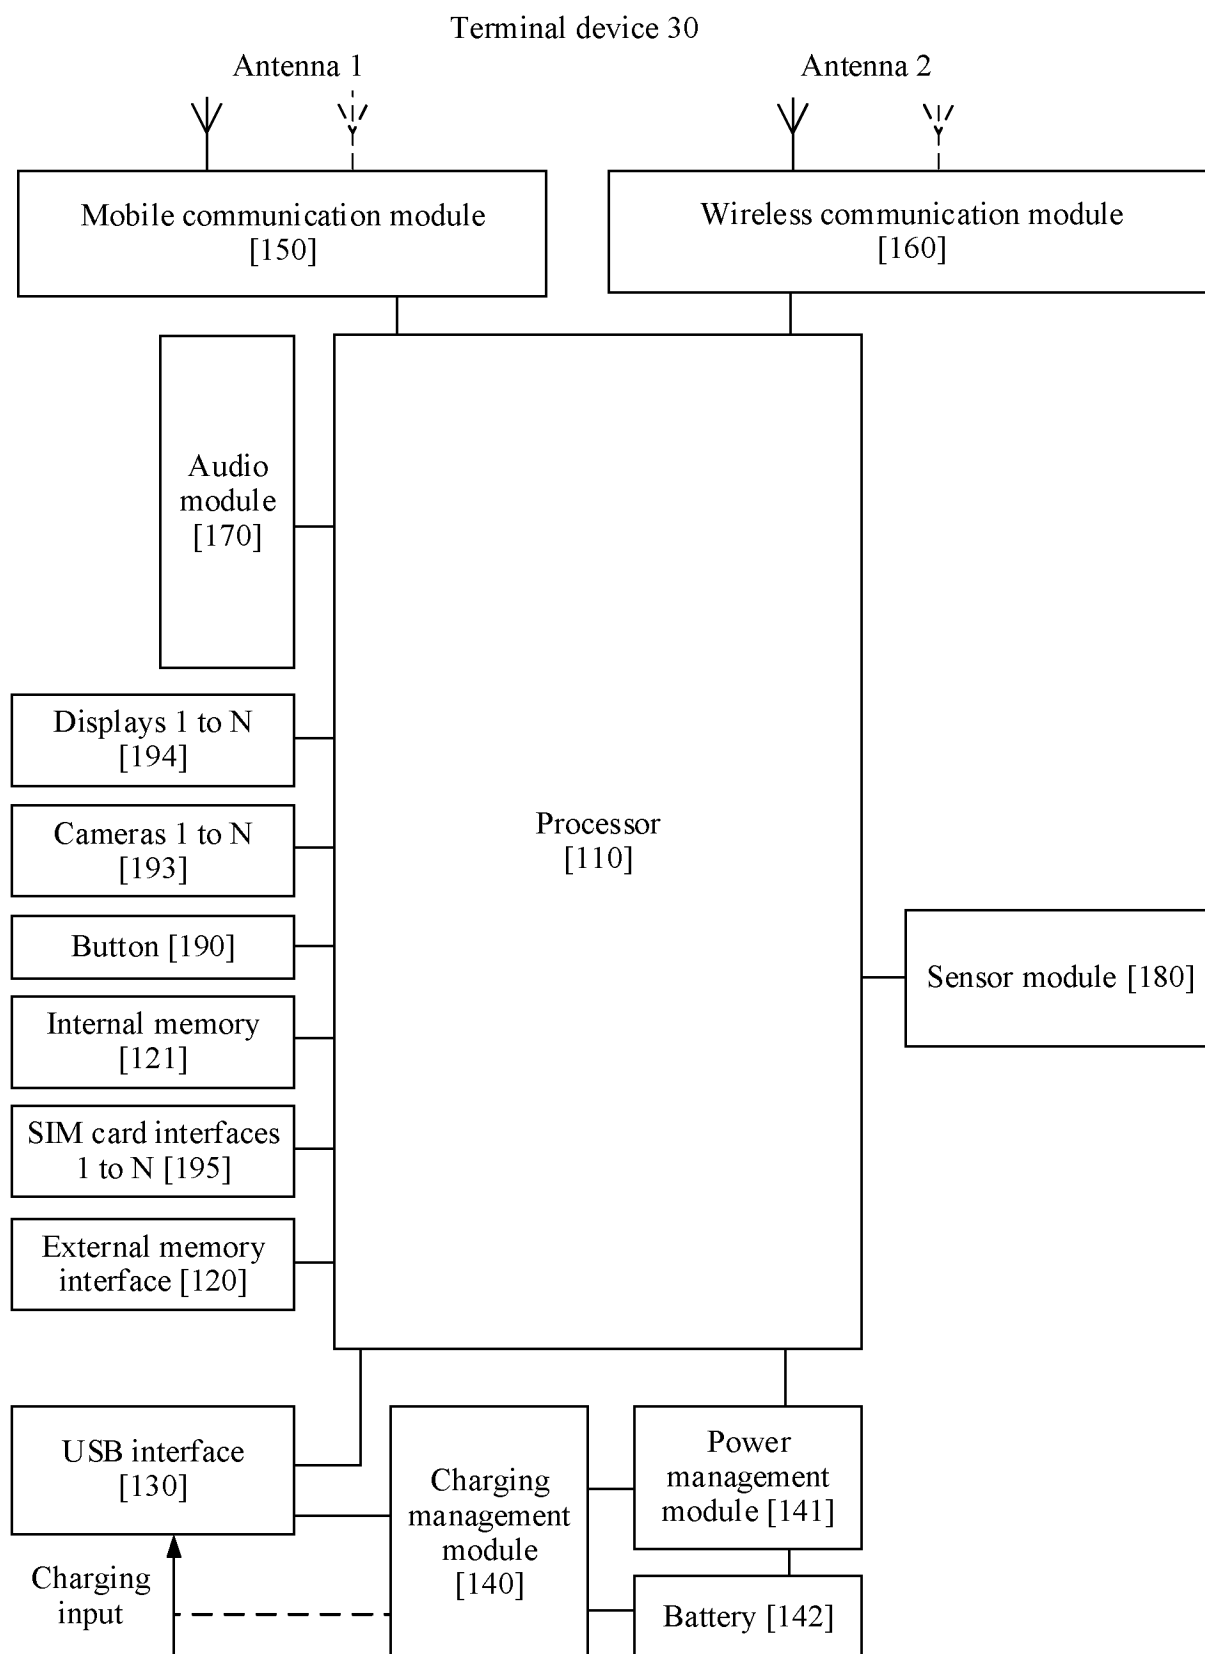 Terminal device 30
Antenna 1
Antenna 2
Mobile communication module
[150]
Wireless communication module
[160]
Audio
module
[170]
Displays 1 to N
[194]
Cameras 1 to N
[193]
Button [190]
Internal memory
[121]
SIM card interfaces
1 to N [195]
External memory
interface [120]
Processor
[110]
Sensor module [180]
USB interface
[130]
Charging
input
Charging
management
module
[140]
Power
management
module [141]
Battery [142]